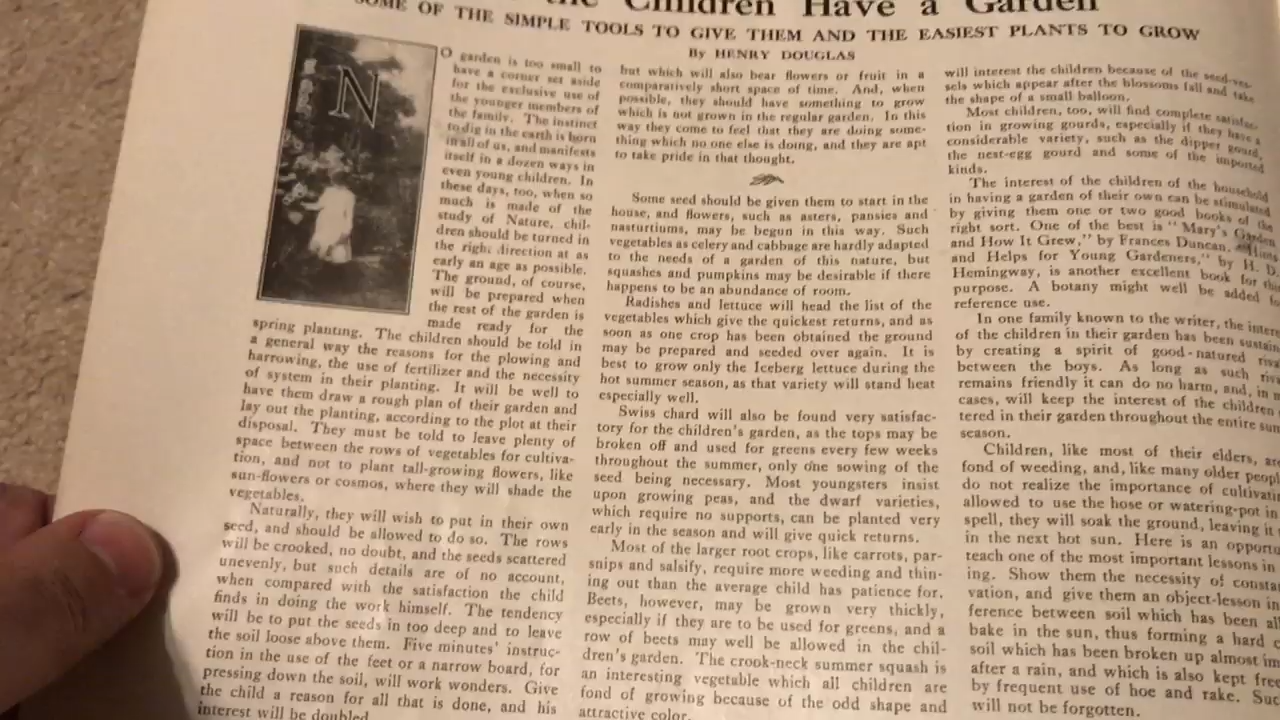 the Children Have a Garden
SOME OF THE SIMPLE TOOLS TO GIVE THEM AND THE EASIEST PLANTS TO GROW
By HENRY DOUGLAS
NO garden is too small to
have a corner set aside
for the exclusive use of
the younger members of
the family. The instinct
to dig in the earth is born
in all of us, and manifests
itself in a dozen ways in
even young children. In
these days, too, when so
much is made of the
study of Nature, chil-
dren should be turned in
the right direction at as
early an age as possible.
The ground, of course,
will be prepared when
the rest of the garden is
made ready for the
spring planting. The children should be told in
a general way the reasons for the plowing and
harrowing, the use of fertilizer and the necessity
of system in their planting. It will be well to
have them draw a rough plan of their garden and
lay out the planting, according to the plot at their
disposal. They must be told to leave plenty of
space between the rows of vegetables for cultiva-
tion, and not to plant tall-growing flowers, like
sun-flowers or cosmos, where they will shade the
vegetables.
Naturally, they will wish to put in their own
seed, and should be allowed to do so. The rows
will be crooked, no doubt, and the seeds scattered
unevenly, but such details are of no account,
when compared with the satisfaction the child
finds in doing the work himself. The tendency
will be to put the seeds in too deep and to leave
the soil loose above them. Five minutes' instruc-
tion in the use of the feet or a narrow board, for
pressing down the soil, will work wonders. Give
the child a reason for all that is done, and his
interest will be doubled.
but which will also bear flowers or fruit in a
comparatively short space of time. And, when
possible, they should have something to grow
which is not grown in the regular garden. In this
way they come to feel that they are doing some-
thing which no one else is doing, and they are apt
to take pride in that thought.
Some seed should be given them to start in the
house, and flowers, such as asters, pansies and
nasturtiums, may be begun in this way. Such
vegetables as celery and cabbage are hardly adapted
to the needs of a garden of this nature, but
squashes and pumpkins may be desirable if there
happens to be an abundance of room.
Radishes and lettuce will head the list of the
vegetables which give the quickest returns, and as
soon as one crop has been obtained the ground
may be prepared and seeded over again. It is
best to grow only the Iceberg lettuce during the
hot summer season, as that variety will stand heat
especially well.
Swiss chard will also be found very satisfac-
tory for the children's garden, as the tops may be
broken off and used for greens every few weeks
throughout the summer, only one sowing of the
seed being necessary. Most youngsters insist
upon growing peas, and the dwarf varieties,
which require no supports, can be planted very
early in the season and will give quick returns.
Most of the larger root crops, like carrots, par-
snips and salsify, require more weeding and thin-
ing out than the average child has patience for.
Beets, however, may be grown very thickly,
especially if they are to be used for greens, and a
row of beets may well be allowed in the chil-
dren's garden. The crook-neck summer squash is
an interesting vegetable which all children are
fond of growing because of the odd shape and
attractive color.
will interest the children because of the seed-ves-
sels which appear after the blossoms fall and take
the shape of a small balloon.
Most children, too, will find complete satisfac-
tion in growing gourds, especially if they have a
considerable variety, such as the dipper gourd,
the nest-egg gourd and some of the imported
kinds.
The interest of the children of the household
in having a garden of their own can be stimulated
by giving them one or two good books of the
right sort. One of the best is "Mary's Garden
and How It Grew," by Frances Duncan. "Hints
and Helps for Young Gardeners," by H. D.
Hemingway, is another excellent book for this
purpose. A botany might well be added for
reference use.
In one family known to the writer, the
of the children in their garden has been
by creating a spirit of good-natured
between the boys. As long as such
remains friendly it can do no harm, and, in
cases, will keep the interest of the children
tered in their garden throughout the entire
season.
Children, like most of their elders,
fond of weeding, and, like many older
do not realize the importance of
allowed to use the hose or watering-pot in
spell, they will soak the ground, leaving it
in the next hot sun. Here is an
teach one of the most important lessons in
ing. Show them the necessity of
vation, and give them an object-lesson in
ference between soil which has been
bake in the sun, thus forming a hard
soil which has been broken up almost
after a rain, and which is also kept
by frequent use of hoe and rake.
will not be forgotten.